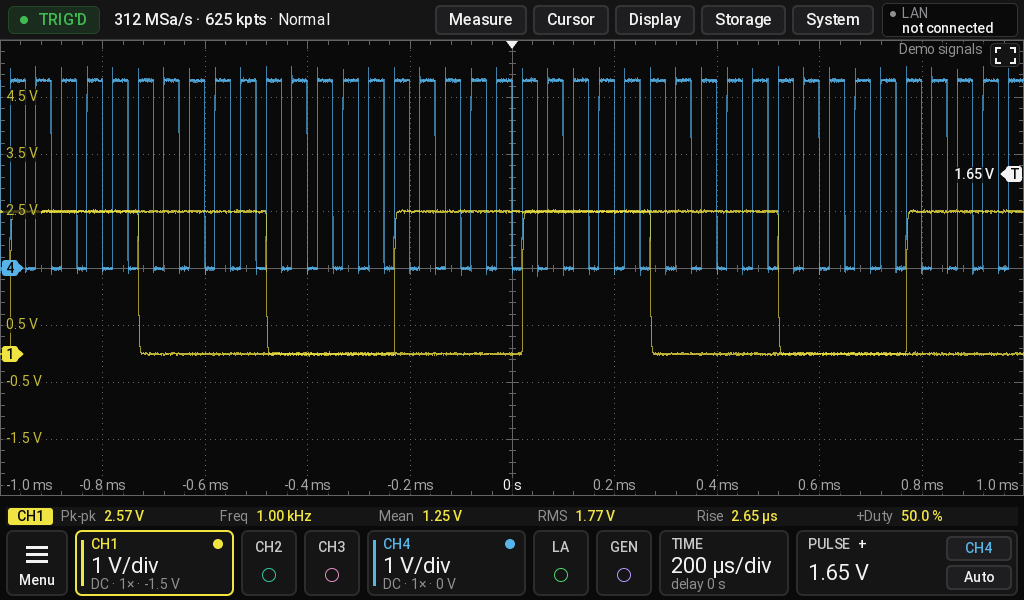 TRIG'D 312 MSa/s · 625 kpts · Normal Measure Cursor Display Storage System LAN not connected
Demo signals
4.5 V
3.5 V
1.65 V T
2.5 V
4
0.5 V
1
-0.5 V
-1.5 V
-1.0 ms -0.8 ms -0.6 ms -0.4 ms -0.2 ms 0 s 0.2 ms 0.4 ms 0.6 ms 0.8 ms 1.0 ms
CH1 Pk-pk 2.57 V Freq 1.00 kHz Mean 1.25 V RMS 1.77 V Rise 2.65 µs +Duty 50.0 %
Menu
CH1
1 V/div
DC · 1× · -1.5 V
CH2
CH3
CH4
1 V/div
DC · 1× · 0 V
LA
GEN
TIME
200 µs/div
delay 0 s
PULSE +
1.65 V
CH4
Auto